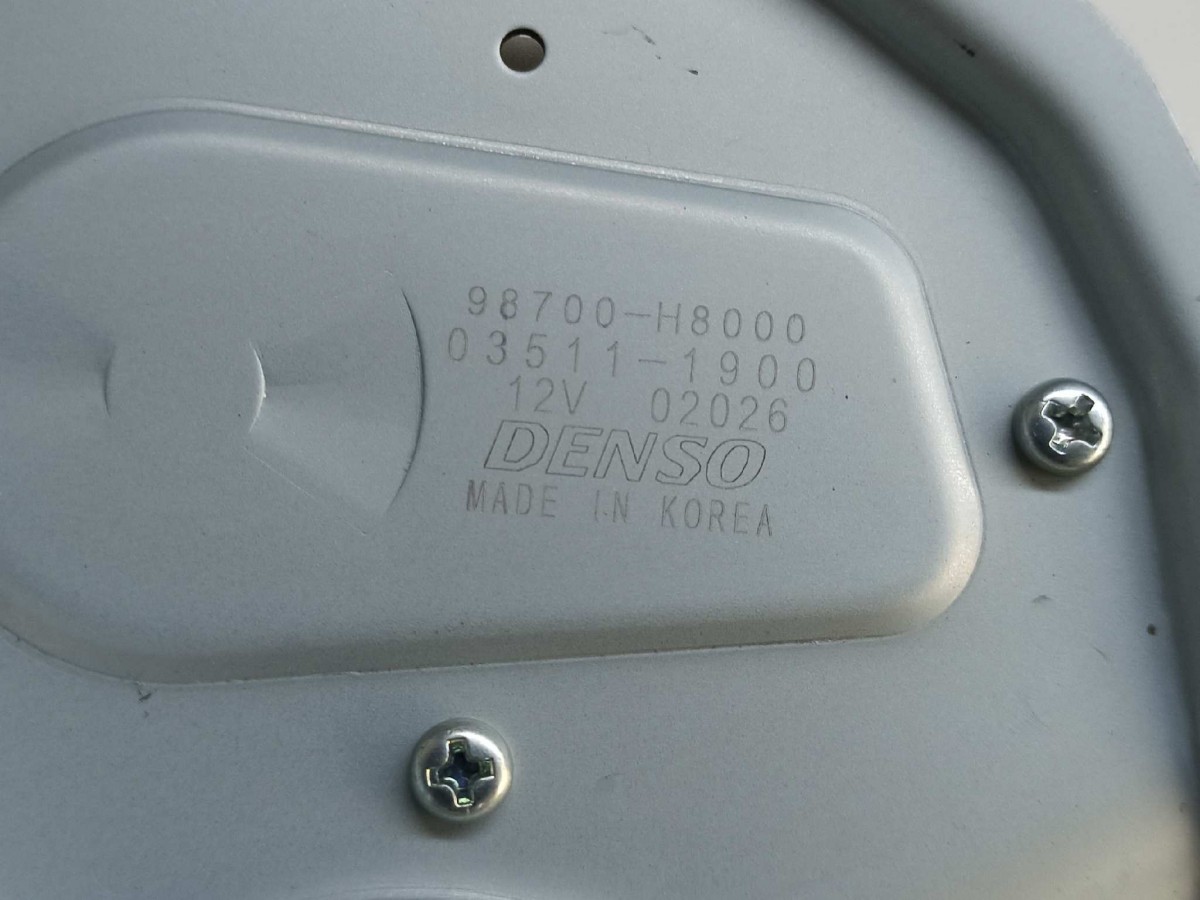 98700-H8000
03511-1900
12V 02026
DENSO
MADE IN KOREA